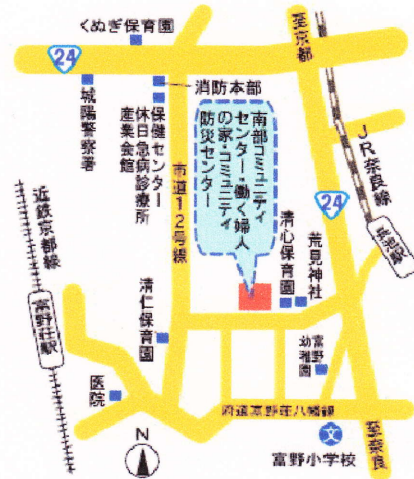 くぬぎ保育園
至京都
24
消防本部
城陽警察署
保健センター
休日急病診療所
産業会館
市道12号線
南部コミュニティ
センター・働く婦人
の家・コミュニティ
防災センター
JR奈良線
24
長池駅
近鉄京都線
富野荘駅
清心保育園
荒見神社
清仁保育園
富野
幼稚園
医院
府道富野荘八幡線
至奈良
N
文
富野小学校